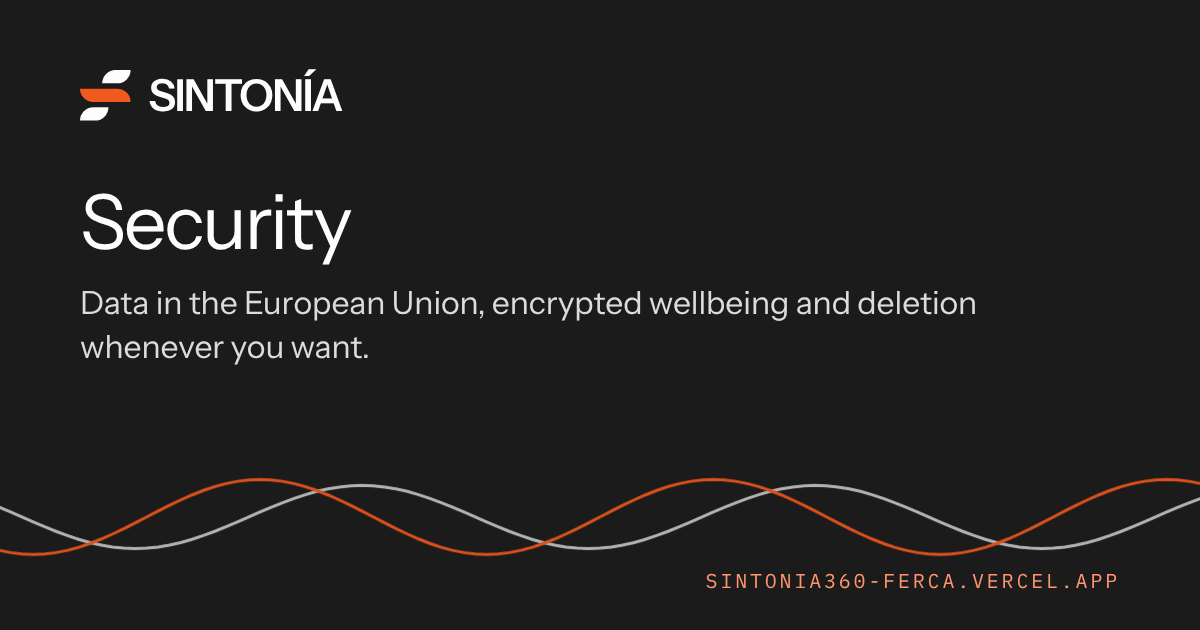 SINTONÍA
Security
Data in the European Union, encrypted wellbeing and deletion
whenever you want.
SINTONIA360-FERCA.VERCEL.APP